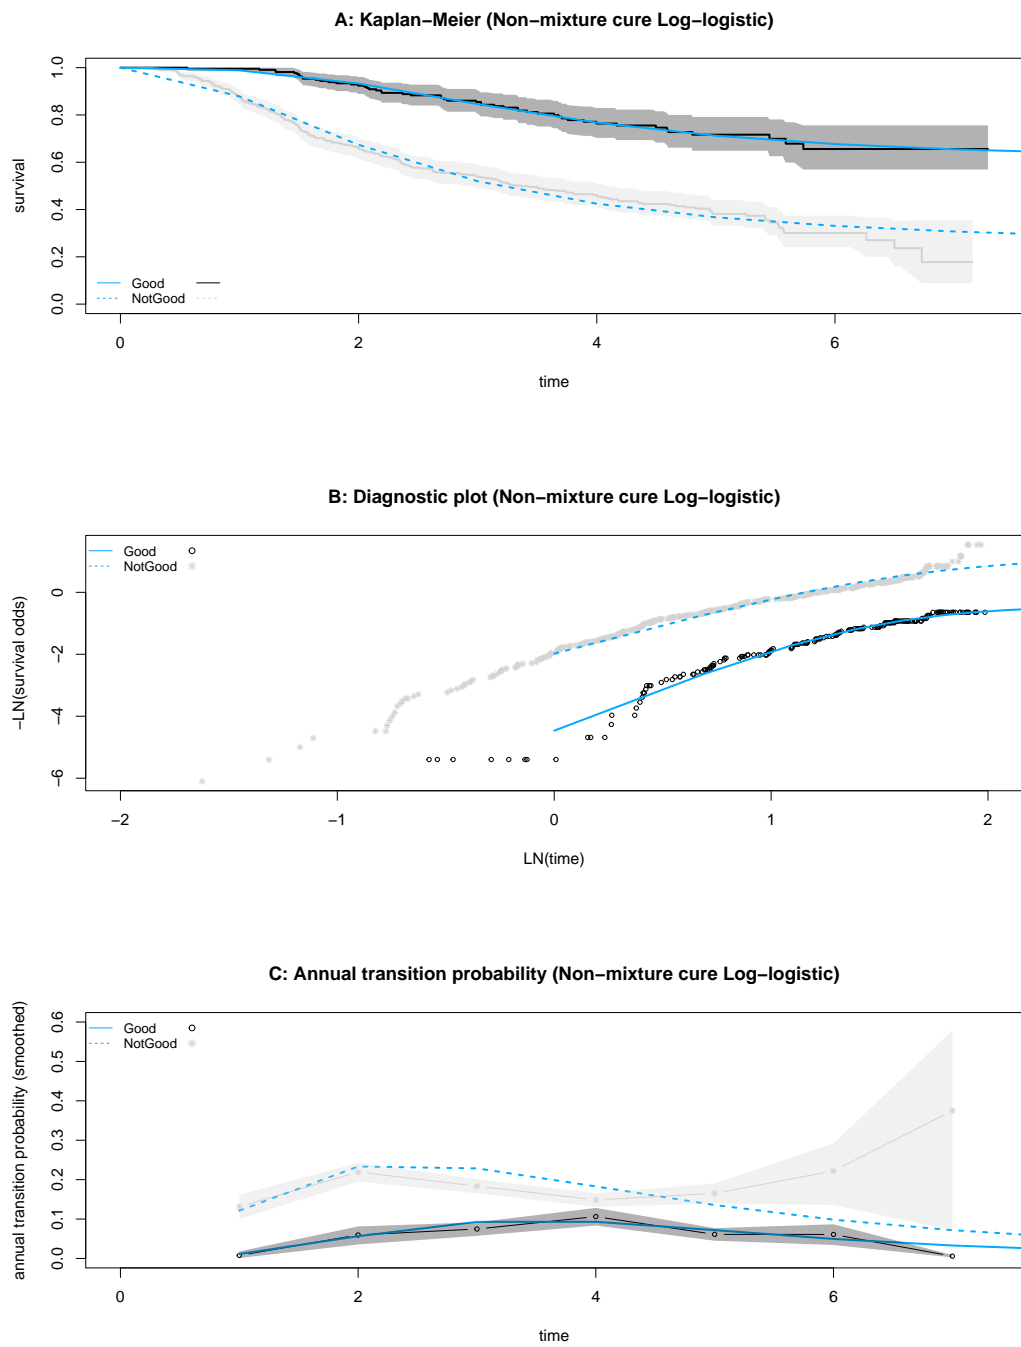 A: Kaplan−Meier (Non−mixture cure Log−logistic)
survival
1.0
0.8
0.6
0.4
0.2
0.0
Good
NotGood
0 2 4 6
time
B: Diagnostic plot (Non−mixture cure Log−logistic)
−LN(survival odds)
Good
NotGood
0
−2
−4
−6
−2 −1 0 1 2
LN(time)
C: Annual transition probability (Non−mixture cure Log−logistic)
annual transition probability (smoothed)
Good
NotGood
0.6
0.5
0.4
0.3
0.2
0.1
0.0
0 2 4 6
time